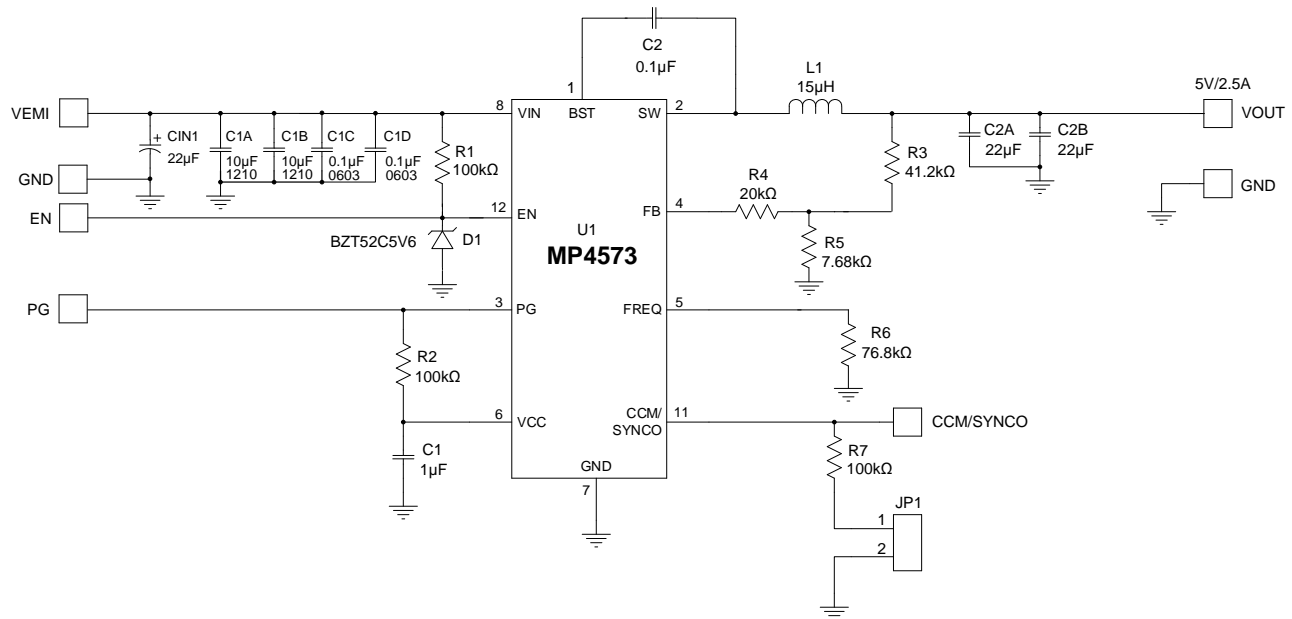 C2
0.1µF
L1
15µH
5V/2.5A
1
VEMI
8
VIN
BST
SW
2
VOUT
+
CIN1
22µF
C1A
10µF
1210
C1B
10µF
1210
C1C
0.1µF
0603
C1D
0.1µF
0603
R1
100kΩ
C2A
22µF
C2B
22µF
R3
41.2kΩ
GND
R4
20kΩ
GND
EN
12
EN
FB
4
BZT52C5V6
D1
U1
MP4573
R5
7.68kΩ
PG
3
PG
FREQ
5
R6
76.8kΩ
R2
100kΩ
6
VCC
CCM/
SYNCO
11
CCM/SYNCO
C1
1µF
GND
7
R7
100kΩ
JP1
1
2